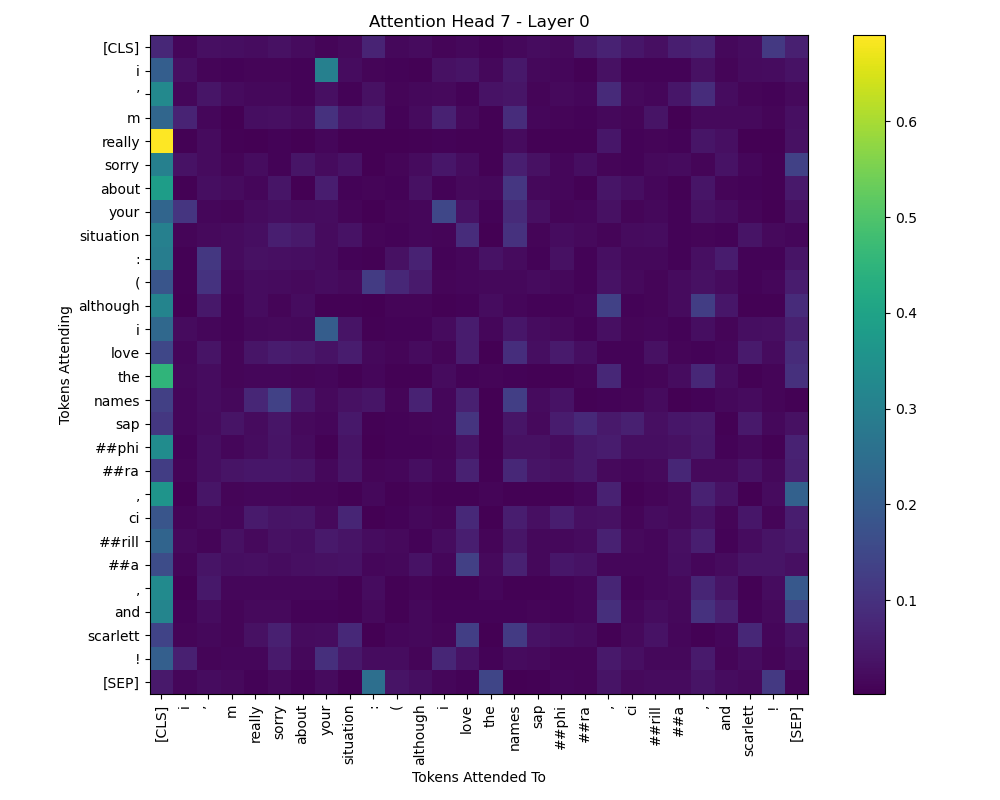 Attention Head 7 - Layer 0
Tokens Attending
[CLS]
i
’
m
really
sorry
about
your
situation
:
(
although
i
love
the
names
sap
##phi
##ra
,
ci
##rill
##a
,
and
scarlett
!
[SEP]
[CLS] i ’ m really sorry about your situation : ( although i love the names sap ##phi ##ra , ci ##rill ##a , and scarlett ! [SEP]
Tokens Attended To
0.6
0.5
0.4
0.3
0.2
0.1